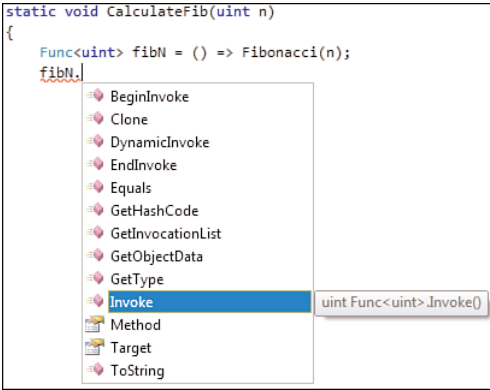 static void CalculateFib(uint n)
{
Func<uint> fibN = () => Fibonacci(n);
fibN.
BeginInvoke
Clone
DynamicInvoke
EndInvoke
Equals
GetHashCode
GetInvocationList
GetObjectData
GetType
Invoke
uint Func<uint>.Invoke()
Method
Target
ToString